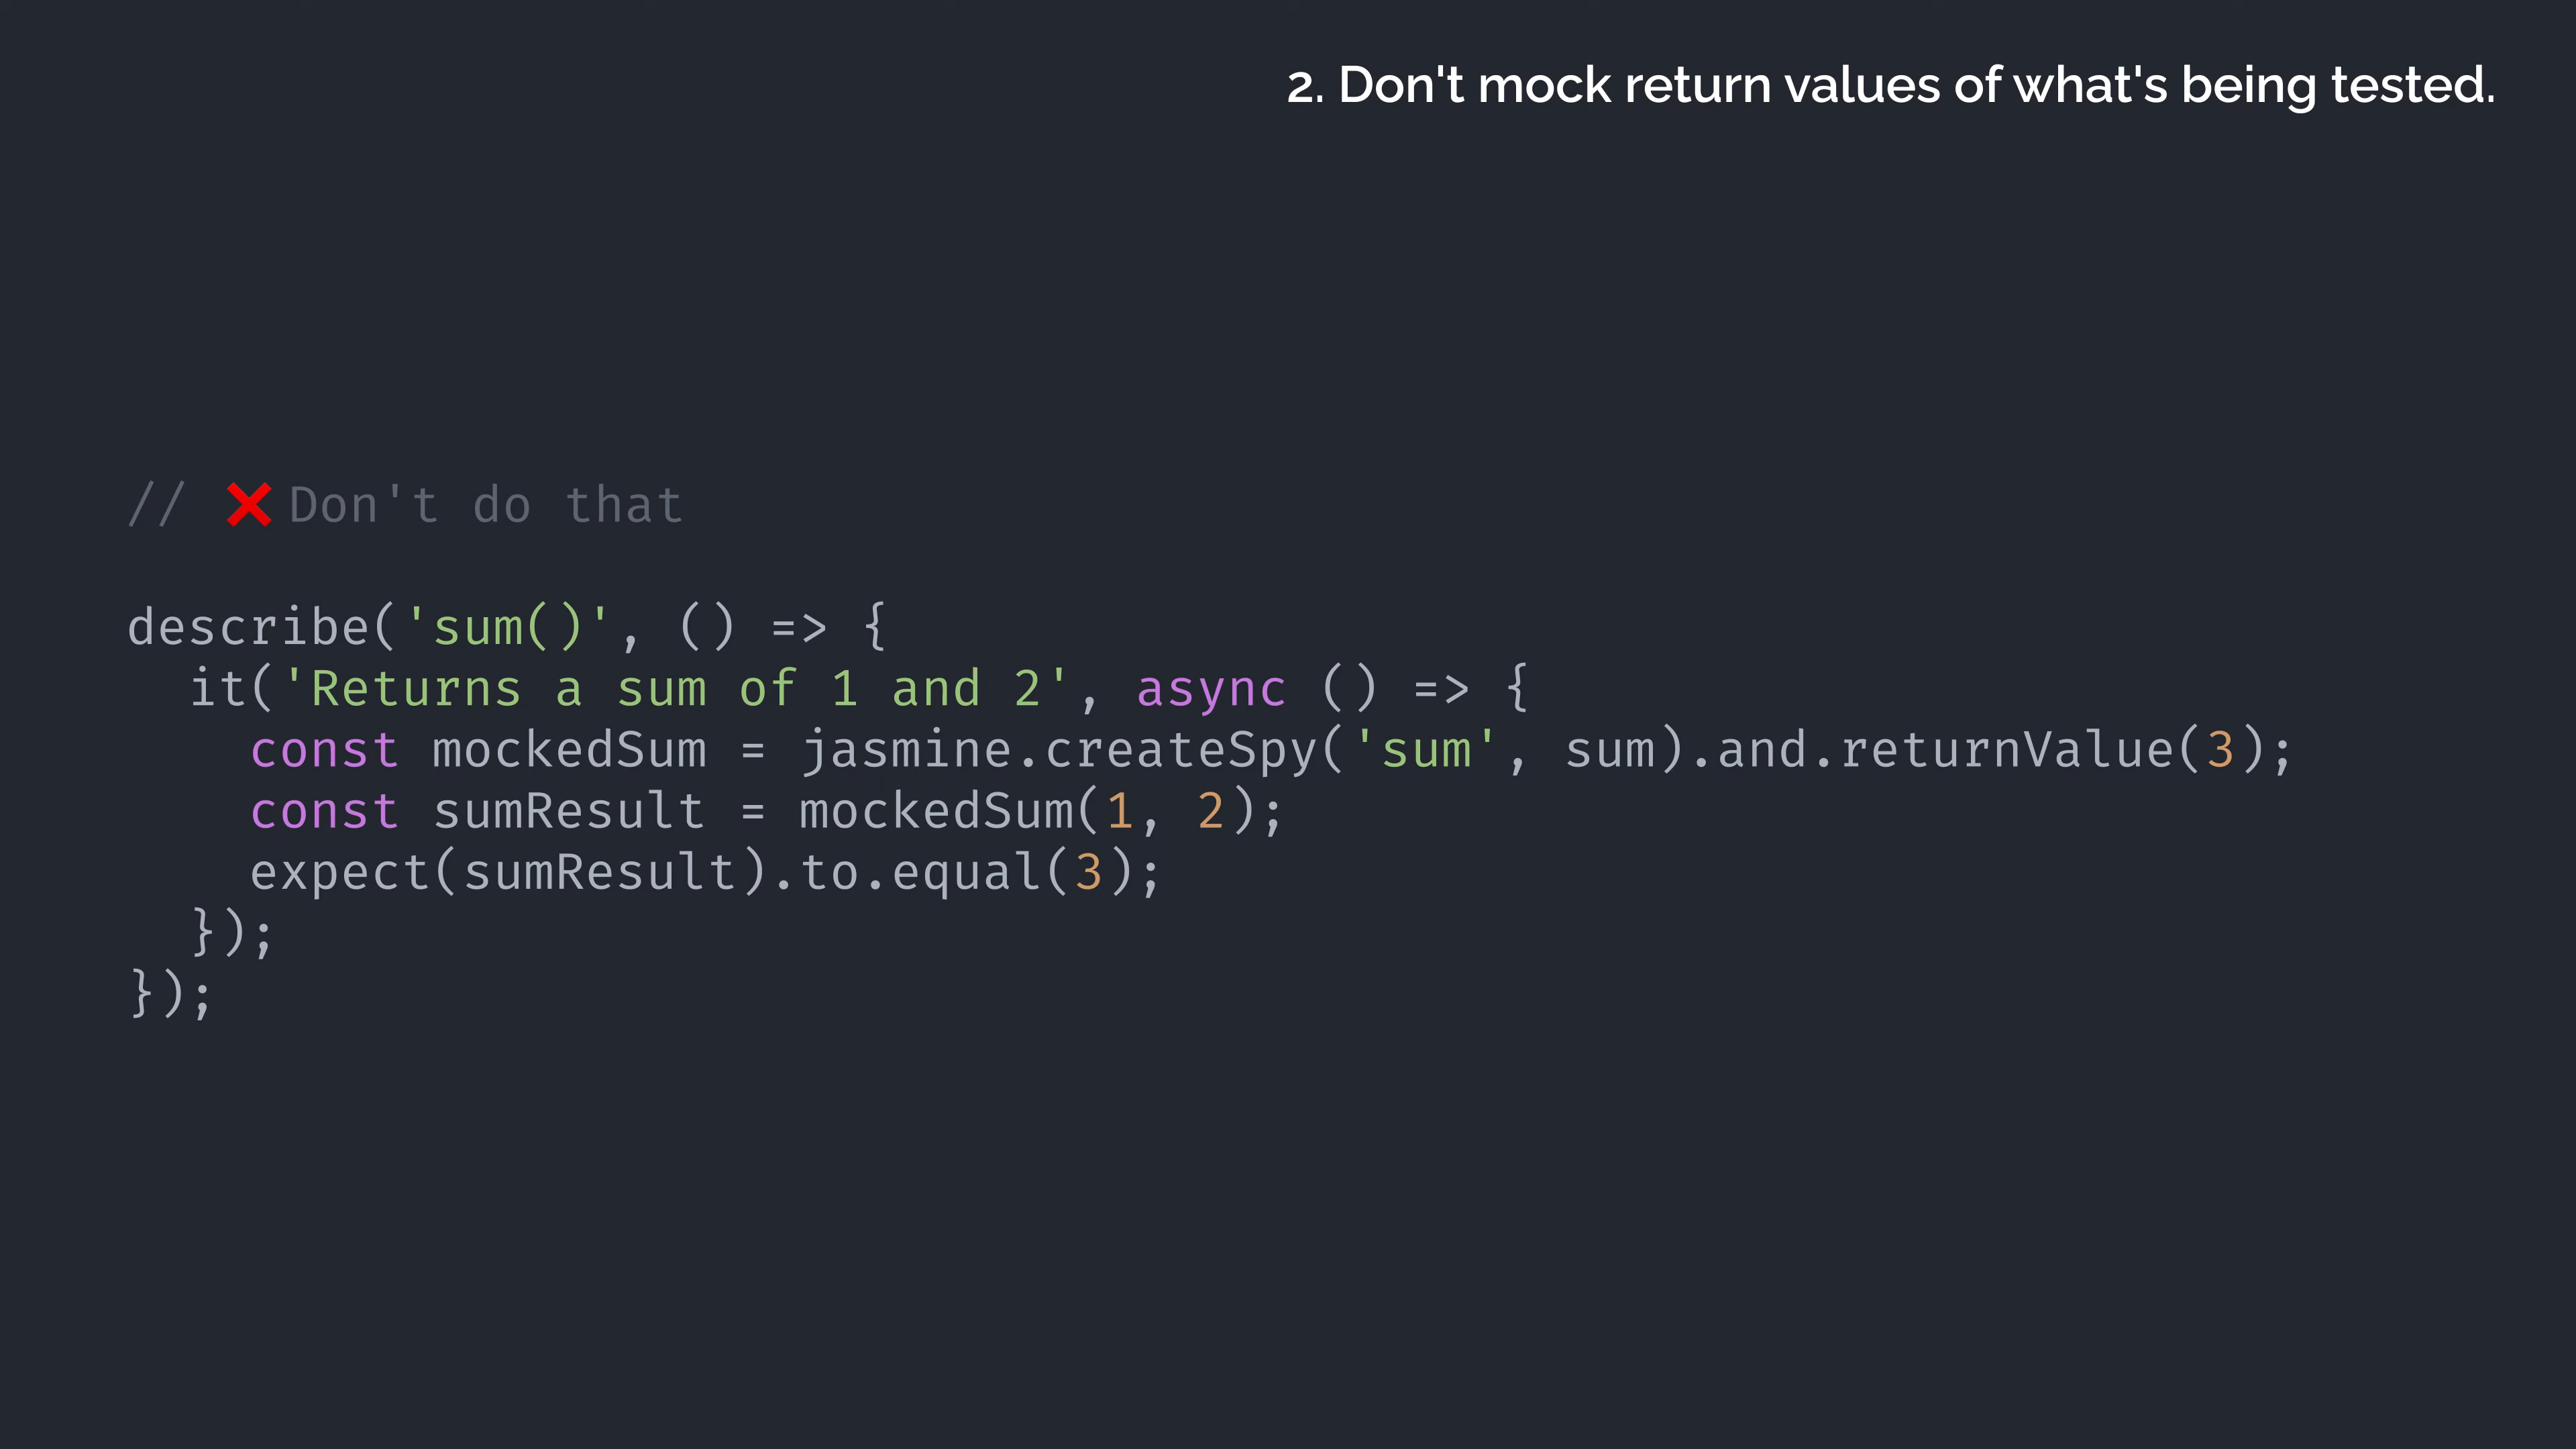 2. Don't mock return values of what's being tested.
// ❌ Don't do that
describe('sum()', () => {
it('Returns a sum of 1 and 2', async () => {
const mockedSum = jasmine.createSpy('sum', sum).and.returnValue(3);
const sumResult = mockedSum(1, 2);
expect(sumResult).to.equal(3);
});
});